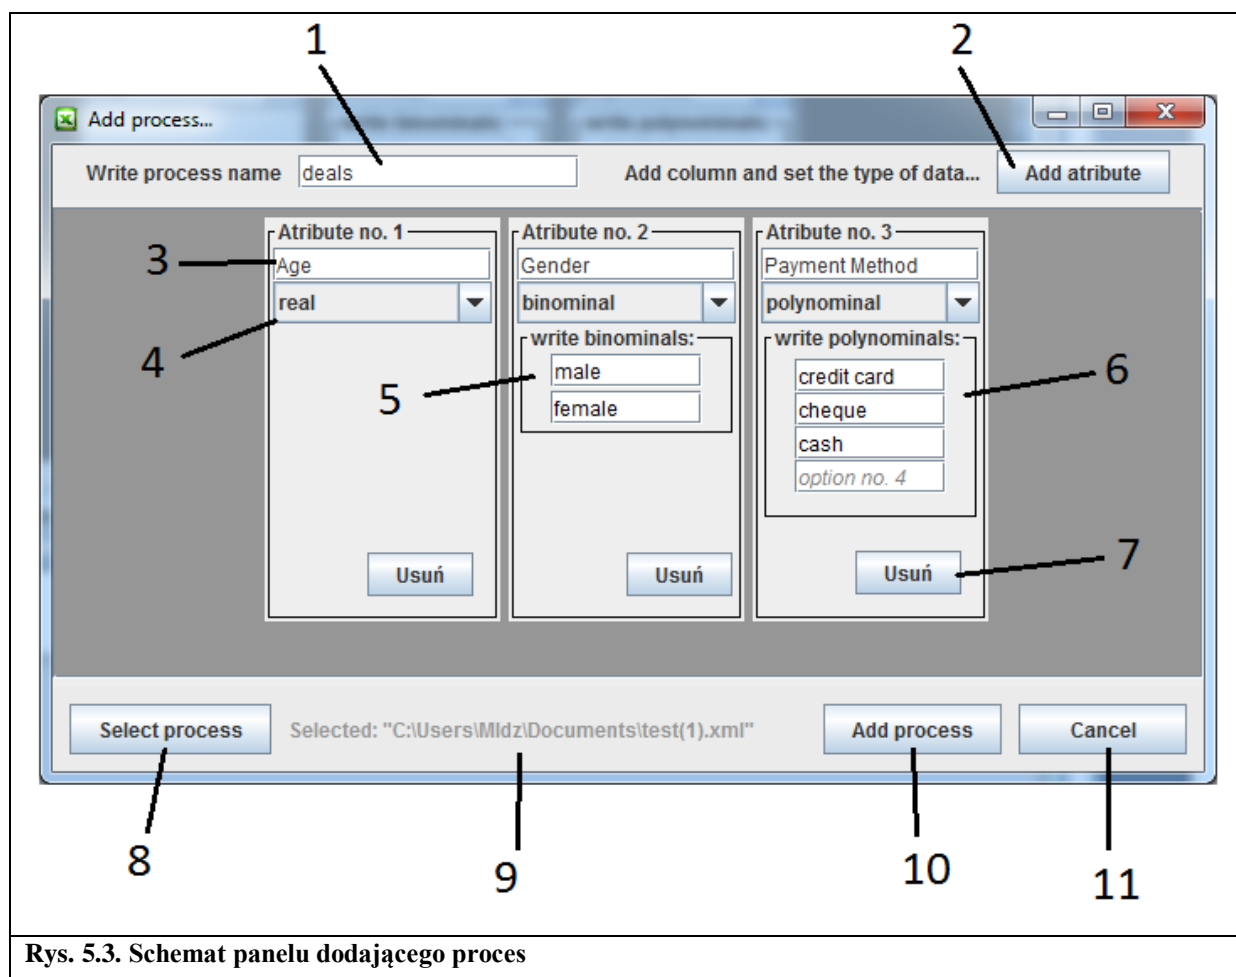 1
2
Add process...
Write process name deals Add column and set the type of data... Add atribute
Atribute no. 1 Atribute no. 2 Atribute no. 3
3 Age Gender Payment Method
real binominal polynominal
4
write binominals: write polynominals:
5 male credit card 6
female cheque
cash
option no. 4
Usuń Usuń Usuń 7
Select process Selected: "C:\Users\Mldz\Documents\test(1).xml" Add process Cancel
8 9 10 11
Rys. 5.3. Schemat panelu dodającego proces